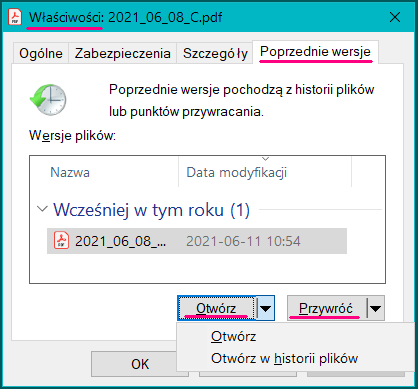 Właściwości: 2021_06_08_C.pdf
Ogólne Zabezpieczenia Szczegóły Poprzednie wersje
Poprzednie wersje pochodzą z historii plików
lub punktów przywracania.
Wersje plików:
Nazwa Data modyfikacji
Wcześniej w tym roku (1)
2021_06_08_... 2021-06-11 10:54
Otwórz Przywróć
Otwórz
Otwórz w historii plików
OK